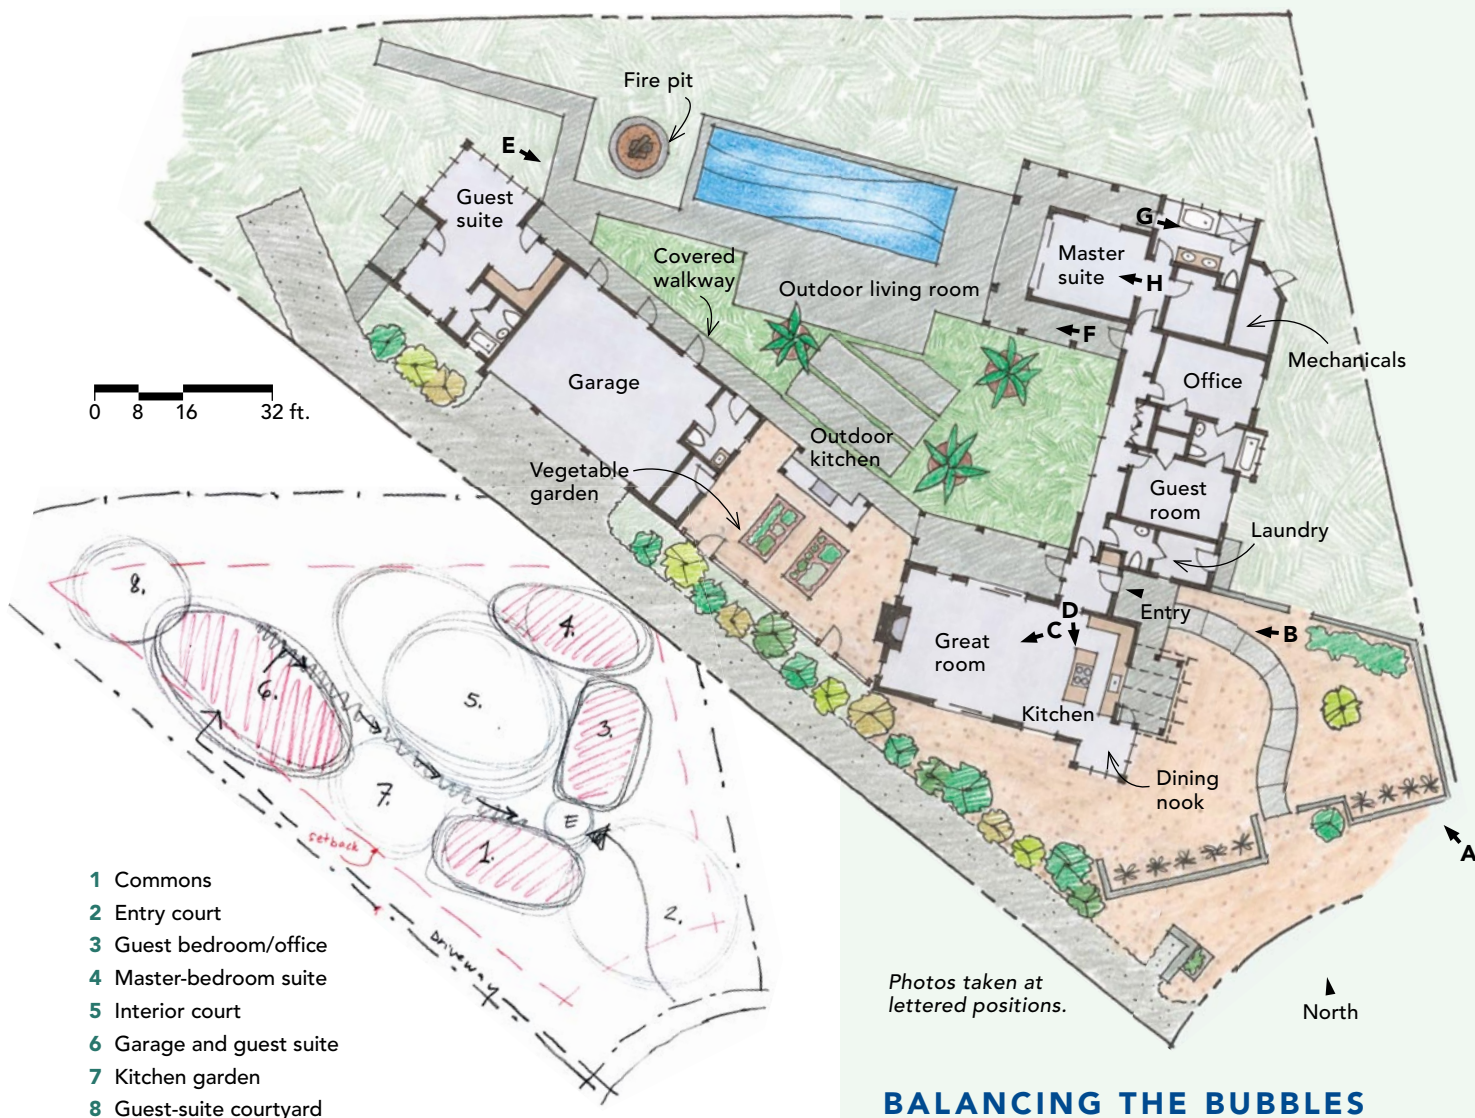 Fire pit
E
Guest
suite
Covered
walkway
Outdoor living room
G
Master
suite
H
F
Mechanicals
Office
Garage
0 8 16 32 ft.
Outdoor
kitchen
Vegetable
garden
Guest
room
Laundry
Entry
B
D
C
Great
room
Kitchen
Dining
nook
A
8.
4.
6.
5.
3.
7.
E
1.
2.
setback
Driveway
1 Commons
2 Entry court
3 Guest bedroom/office
4 Master-bedroom suite
5 Interior court
6 Garage and guest suite
7 Kitchen garden
8 Guest-suite courtyard
Photos taken at
lettered positions.
North
BALANCING THE BUBBLES